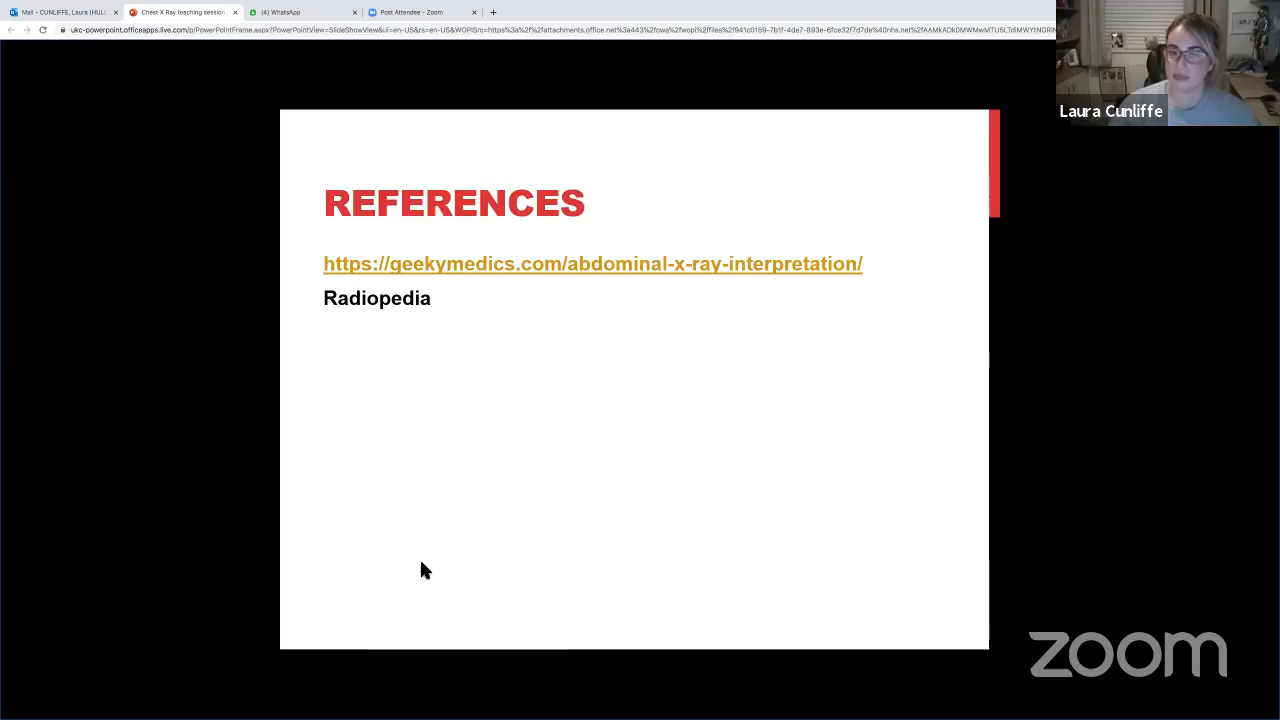 Mail - CUNLIFFE, Laura (HULL
Chest X Ray teaching session
(4) WhatsApp
Post Attendee - Zoom
Laura Cunliffe
REFERENCES
https://geekymedics.com/abdominal-x-ray-interpretation/
Radiopedia
zoom